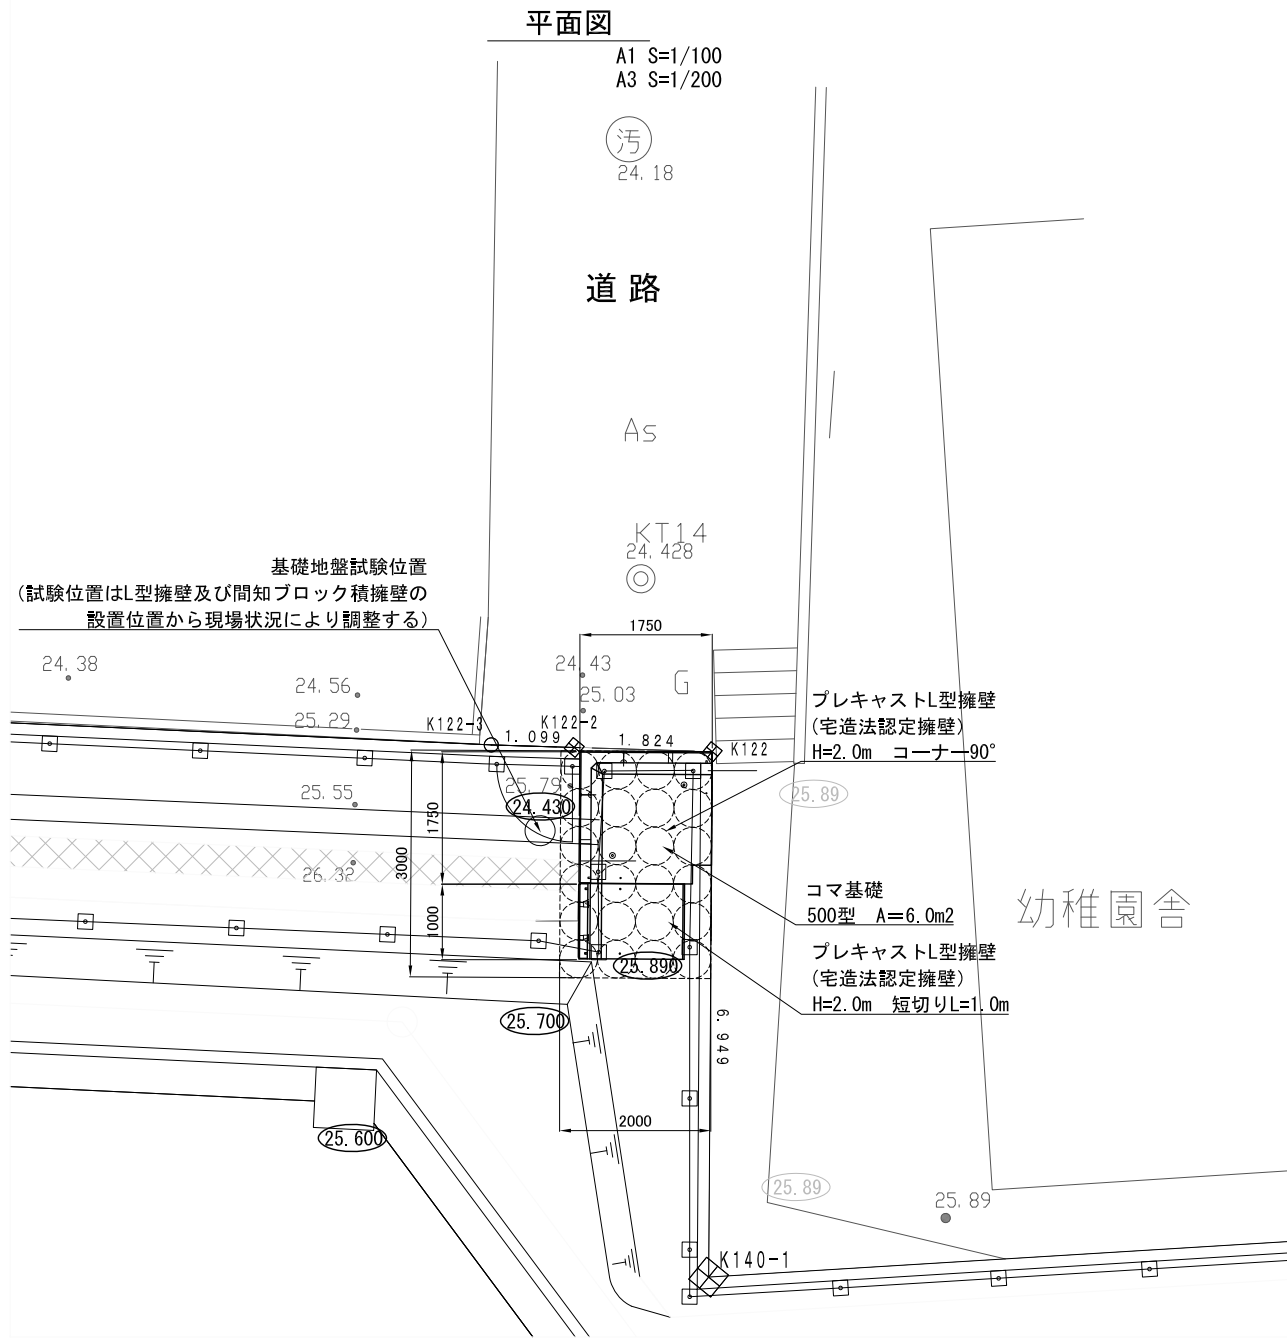 平面図
A1 S=1/100
A3 S=1/200
汚
24.18
道路
As
KT14
24.428
基礎地盤試験位置
(試験位置はL型擁壁及び間知ブロック積擁壁の
設置位置から現場状況により調整する)
1750
24.38
24.56
25.29
24.43
25.03
G
K122-3
1.099
K122-2
1.824
K122
プレキャストL型擁壁
(宅造法認定擁壁)
H=2.0m コーナー90°
25.55
25.79
24.430
25.89
1750
3000
26.32
1000
コマ基礎
500型 A=6.0m2
幼稚園舎
プレキャストL型擁壁
(宅造法認定擁壁)
H=2.0m 短切りL=1.0m
25.890
25.700
6.949
2000
25.600
25.89
25.89
K140-1